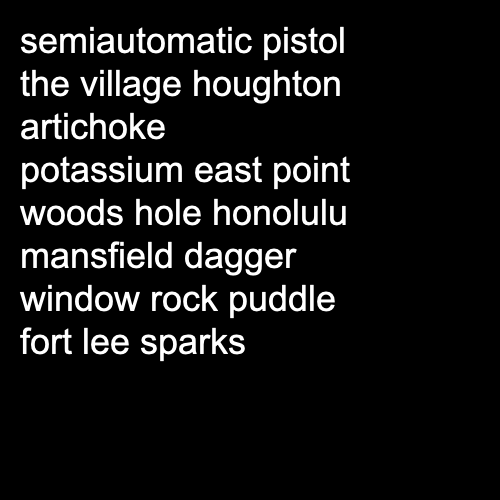 semiautomatic pistol
the village houghton
artichoke
potassium east point
woods hole honolulu
mansfield dagger
window rock puddle
fort lee sparks